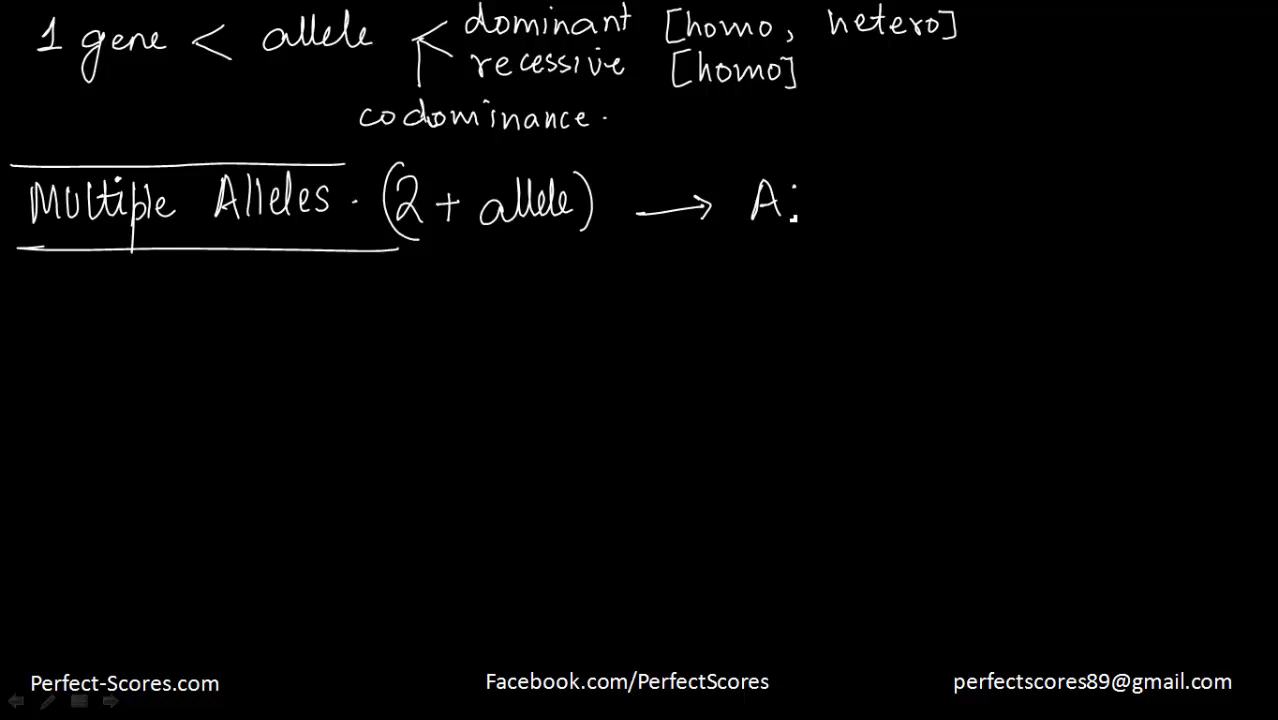 1 gene < allele < dominant [homo, hetero]
recessive [homo]
codominance.
Multiple Alleles. (2 + allele) → A:
Perfect-Scores.com Facebook.com/PerfectScores perfectscores89@gmail.com